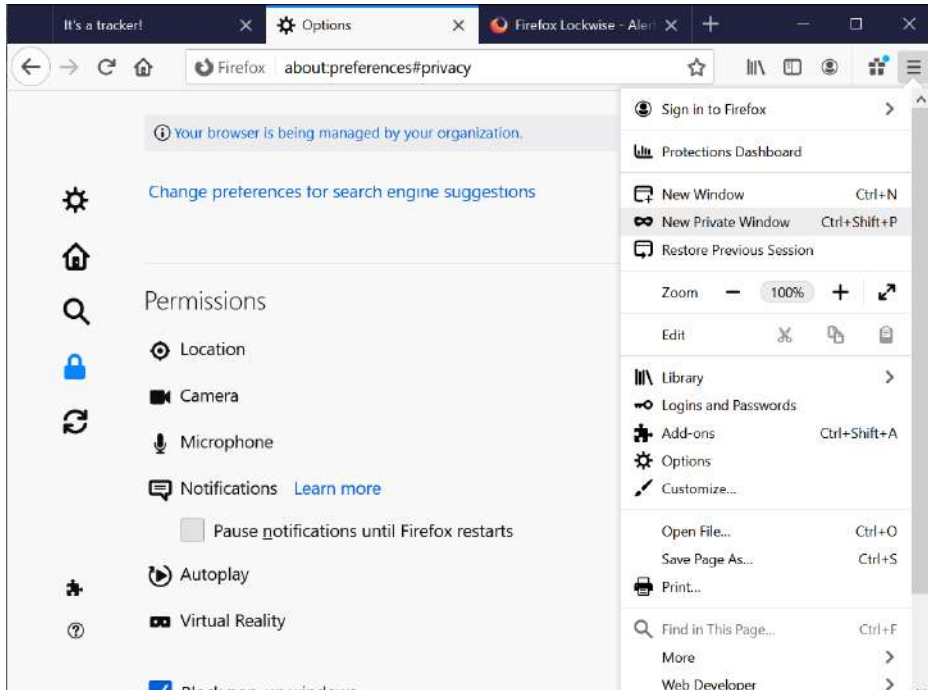 It's a tracker!
Options
Firefox Lockwise - Aler
Firefox about:preferences#privacy
Your browser is being managed by your organization.
Change preferences for search engine suggestions
Permissions
Location
Camera
Microphone
Notifications Learn more
Pause notifications until Firefox restarts
Autoplay
Virtual Reality
Block pop-up windows
Sign in to Firefox
Protections Dashboard
New Window Ctrl+N
New Private Window Ctrl+Shift+P
Restore Previous Session
Zoom 100%
Edit
Library
Logins and Passwords
Add-ons Ctrl+Shift+A
Options
Customize...
Open File... Ctrl+O
Save Page As... Ctrl+S
Print...
Find in This Page... Ctrl+F
More
Web Developer